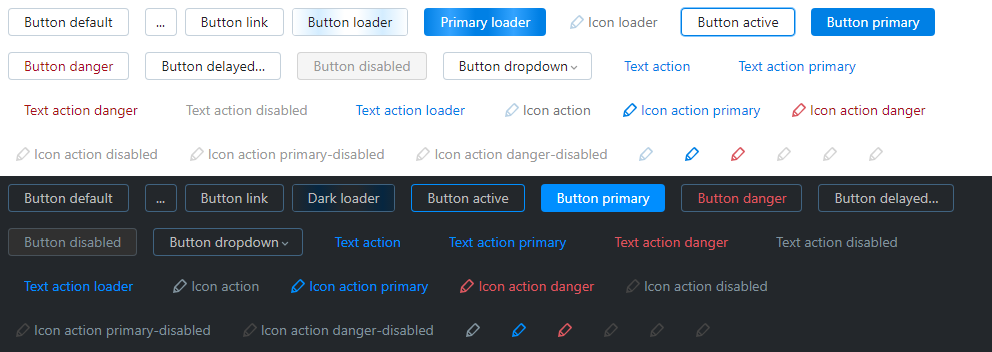 Button default ... Button link Button loader Primary loader Icon loader Button active Button primary
Button danger Button delayed... Button disabled Button dropdown Text action Text action primary
Text action danger Text action disabled Text action loader Icon action Icon action primary Icon action danger
Icon action disabled Icon action primary-disabled Icon action danger-disabled
Button default ... Button link Dark loader Button active Button primary Button danger Button delayed...
Button disabled Button dropdown Text action Text action primary Text action danger Text action disabled
Text action loader Icon action Icon action primary Icon action danger Icon action disabled
Icon action primary-disabled Icon action danger-disabled